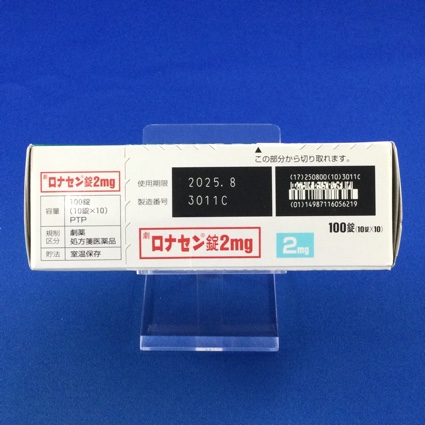 劇 ロナセン®錠2mg
容量 100錠
(10錠×10)
PTP
規制
区分 劇薬
処方箋医薬品
貯法 室温保存
使用期限 2025.8
製造番号 3011C
▲
この部分から切り取れます。
(17)250800(10)3011C
(01)14987116056219
劇 ロナセン®錠2mg
2mg
100錠(10錠×10)